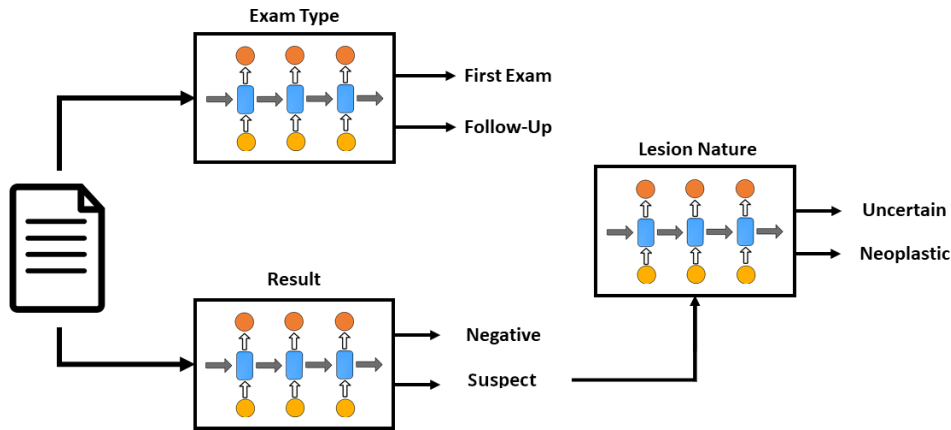 Exam Type
First Exam
Follow-Up
Lesion Nature
Uncertain
Neoplastic
Result
Negative
Suspect